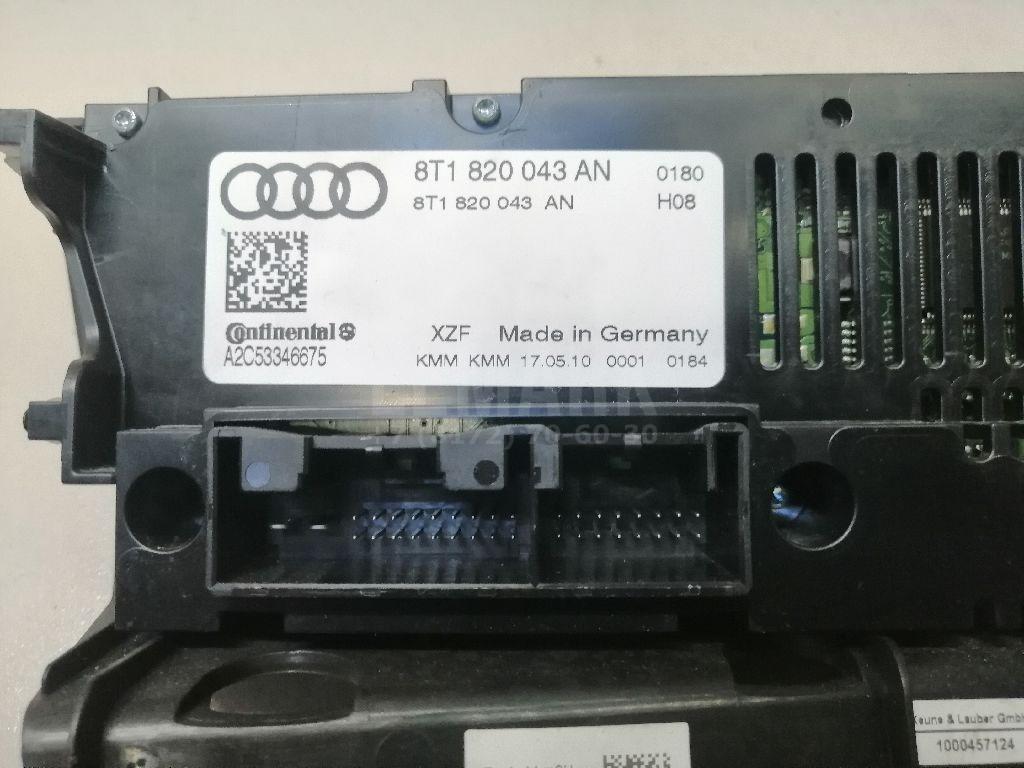 8T1 820 043 AN 0180
8T1 820 043 AN H08
Continental
XZF Made in Germany
A2C53346675
KMM KMM 17.05.10 0001 0184
Keune & Lauber GmbH
1000457124